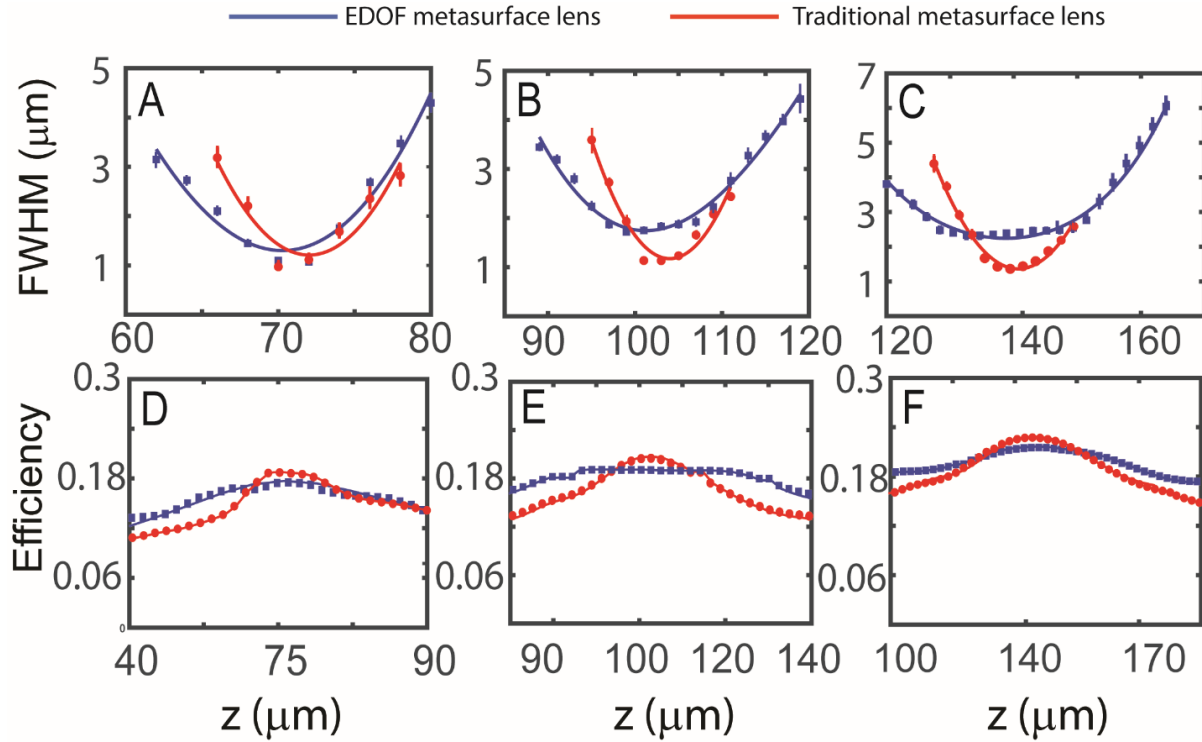 EDOF metasurface lens Traditional metasurface lens
FWHM (μm)
5
3
1
A
60 70 80
5
3
1
B
90 100 110 120
7
5
3
1
C
120 140 160
Efficiency
0.3
0.18
0.06
0
D
40 75 90
z (μm)
0.3
0.18
0.06
E
90 100 120 140
z (μm)
0.3
0.18
0.06
F
100 140 170
z (μm)